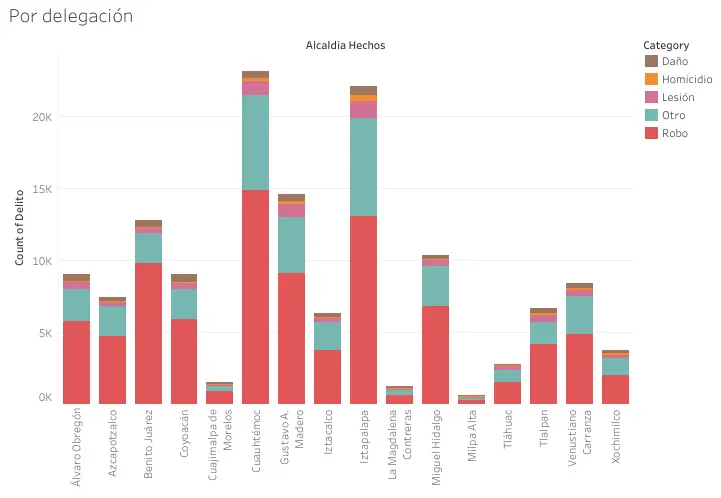 Por delegación
Alcaldia Hechos
Category
Daño
Homicidio
Lesión
Otro
Robo
Count of Delito
20K
15K
10K
5K
0K
Álvaro Obregón
Azcapotzalco
Benito Juárez
Coyoacán
Cuajimalpa de
Morelos
Cuauhtémoc
Gustavo A.
Madero
Iztacalco
Iztapalapa
La Magdalena
Contreras
Miguel Hidalgo
Milpa Alta
Tláhuac
Tlalpan
Venustiano
Carranza
Xochimilco